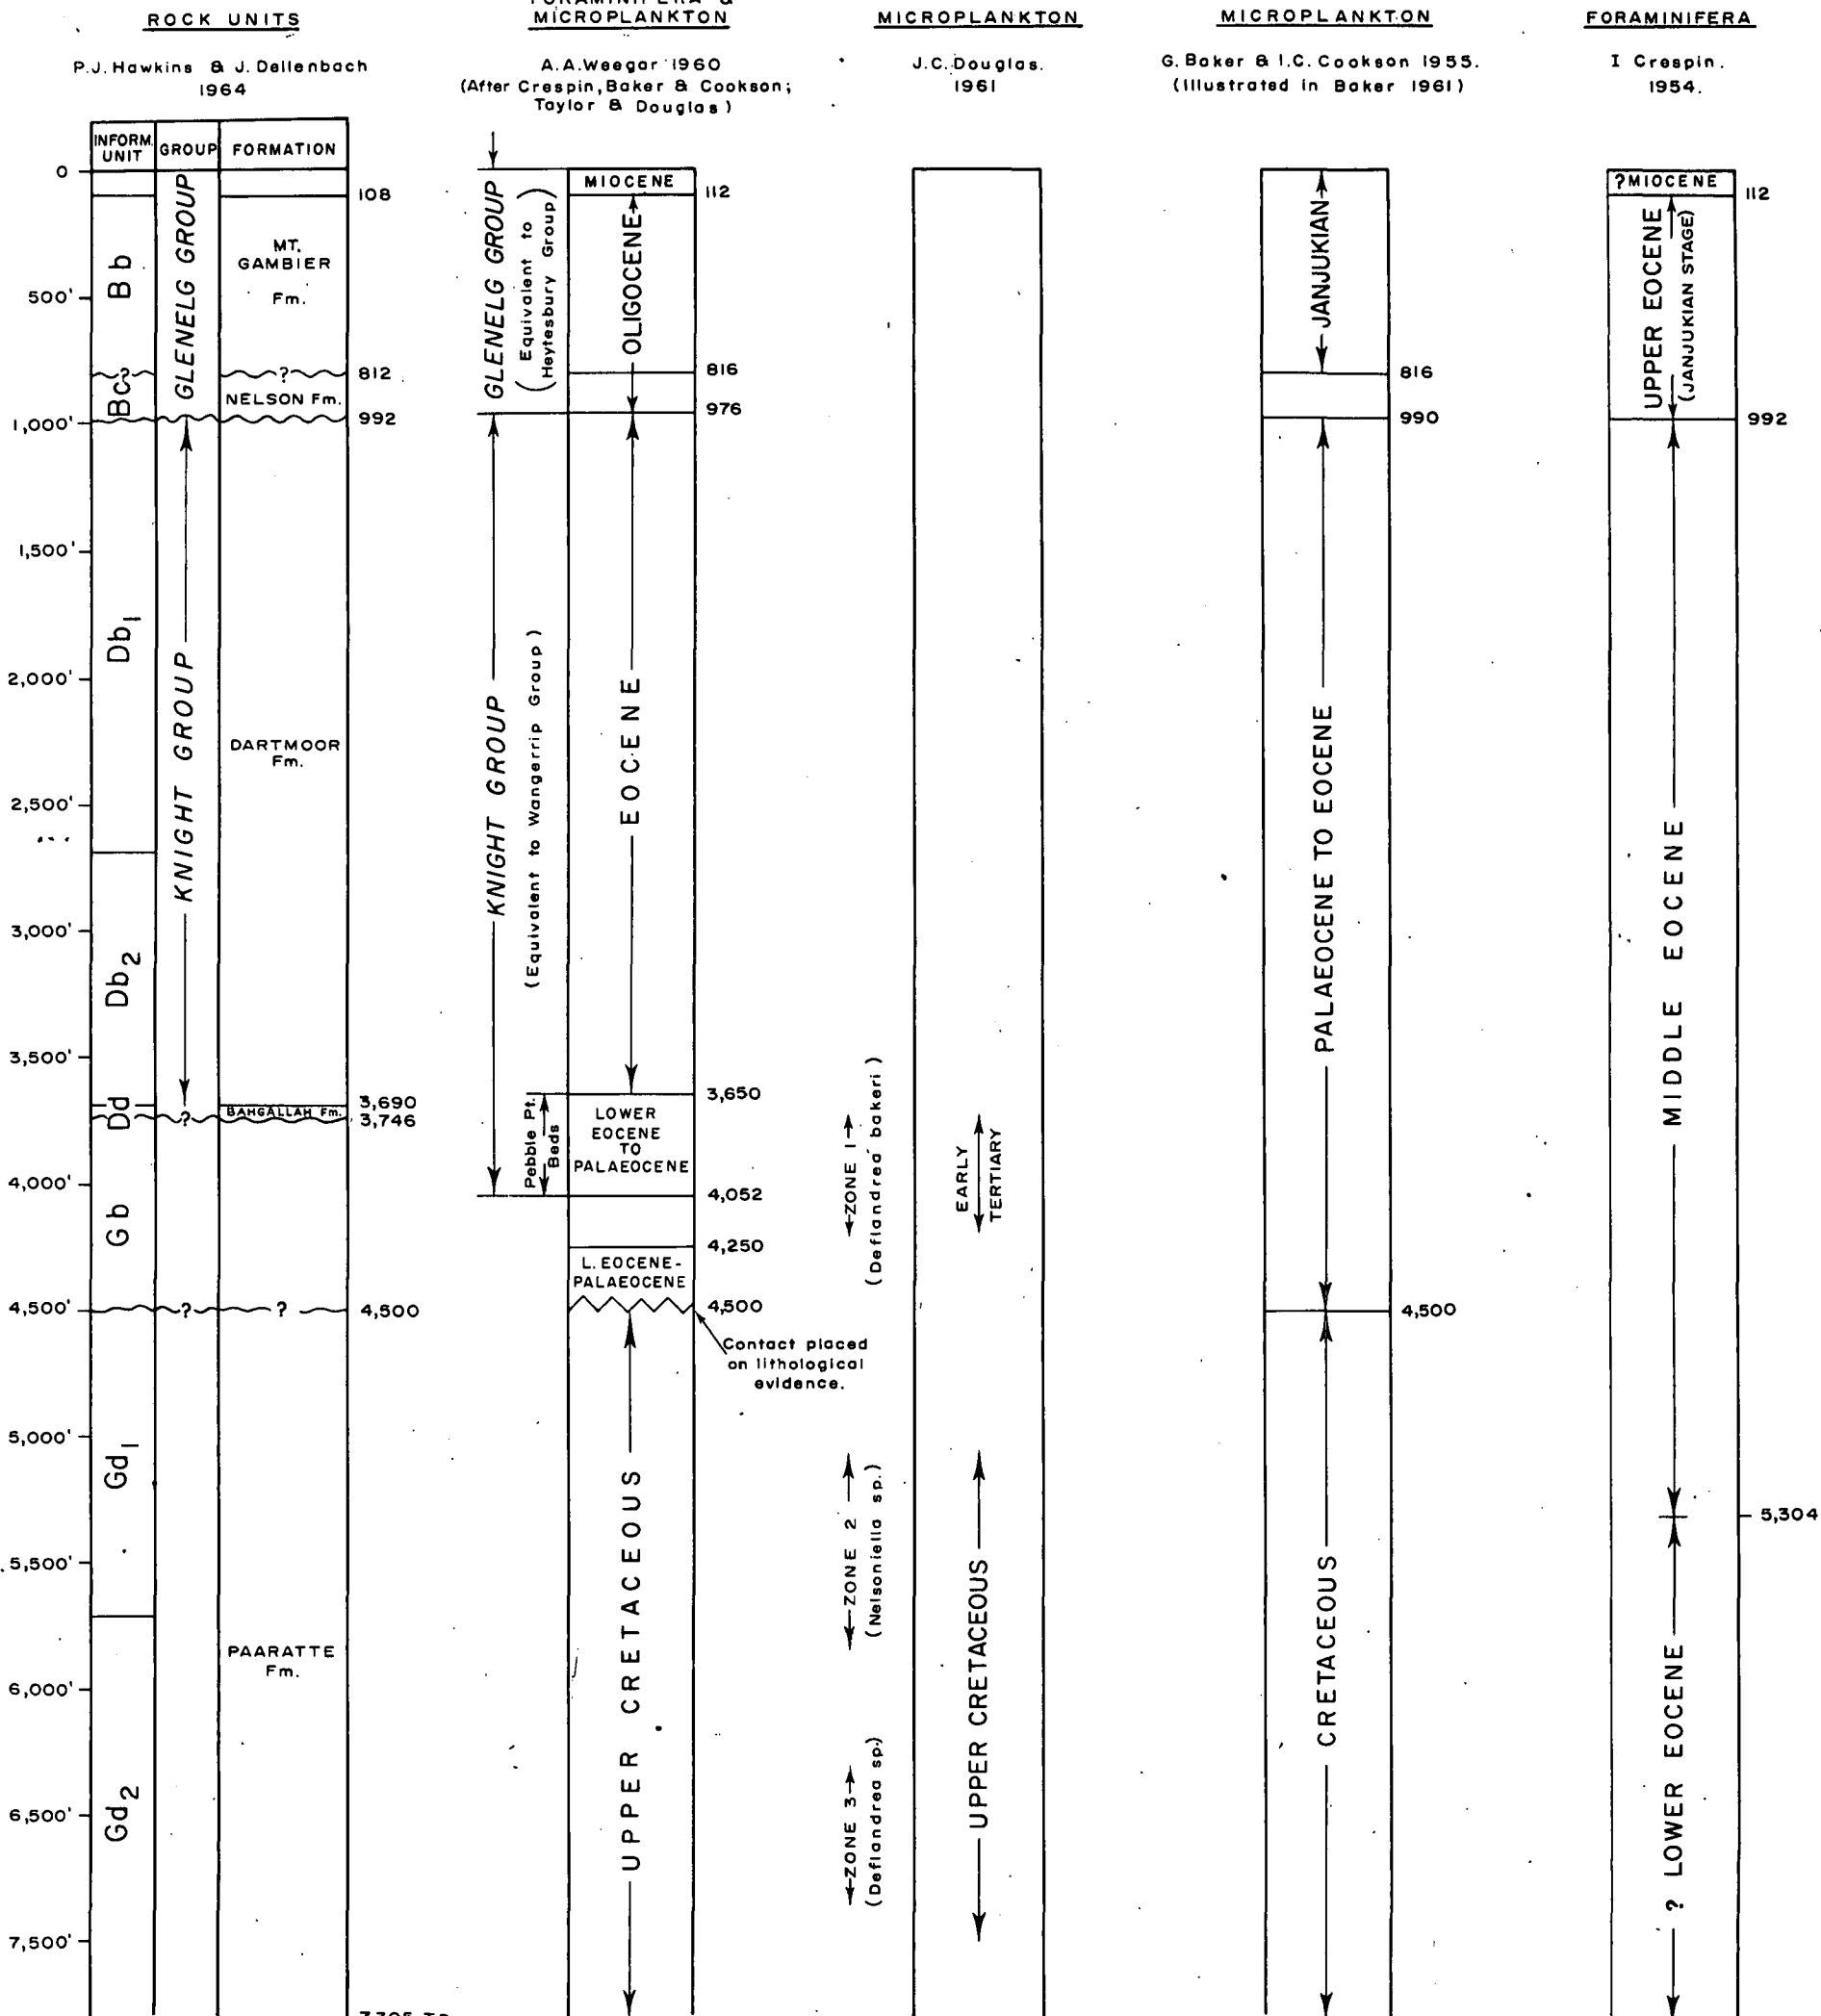 ROCK UNITS
P.J. Hawkins & J. Dellenbach
1964
INFORM. UNIT
GROUP
FORMATION
0
500'
1,000'
1,500'
2,000'
2,500'
3,000'
3,500'
4,000'
4,500'
5,000'
5,500'
6,000'
6,500'
7,500'
Bb
Bc
?
Db1
Db2
Dd
Gb
Gd1
Gd2
GLENELG GROUP
KNIGHT GROUP
?
?
MT.
GAMBIER
Fm.
?
NELSON Fm.
DARTMOOR
Fm.
BAHGALLAH Fm.
?
PAARATTE
Fm.
108
812
992
3,690
3,746
4,500
FORAMINIFERA &
MICROPLANKTON
A.A.Weegar 1960
(After Crespin, Baker & Cookson;
Taylor & Douglas)
GLENELG GROUP
(Equivalent to
Heytesbury Group)
KNIGHT GROUP
(Equivalent to Wangerrip Group)
Pebble Pt.
Beds
MIOCENE
OLIGOCENE
EOCENE
LOWER
EOCENE
TO
PALAEOCENE
L. EOCENE-
PALAEOCENE
UPPER CRETACEOUS
112
816
976
3,650
4,052
4,250
4,500
Contact placed
on lithological
evidence.
MICROPLANKTON
J.C. Douglas.
1961
ZONE 1
(Deflandrea bakeri)
EARLY
TERTIARY
ZONE 2
(Nelsoniella sp.)
ZONE 3
(Deflandrea sp.)
UPPER CRETACEOUS
MICROPLANKTON
G. Baker & I.C. Cookson 1955.
(Illustrated in Baker 1961)
JANJUKIAN
PALAEOCENE TO EOCENE
CRETACEOUS
816
990
4,500
FORAMINIFERA
I Crespin.
1954.
?MIOCENE
UPPER EOCENE
(JANJUKIAN STAGE)
MIDDLE EOCENE
? LOWER EOCENE
112
992
5,304